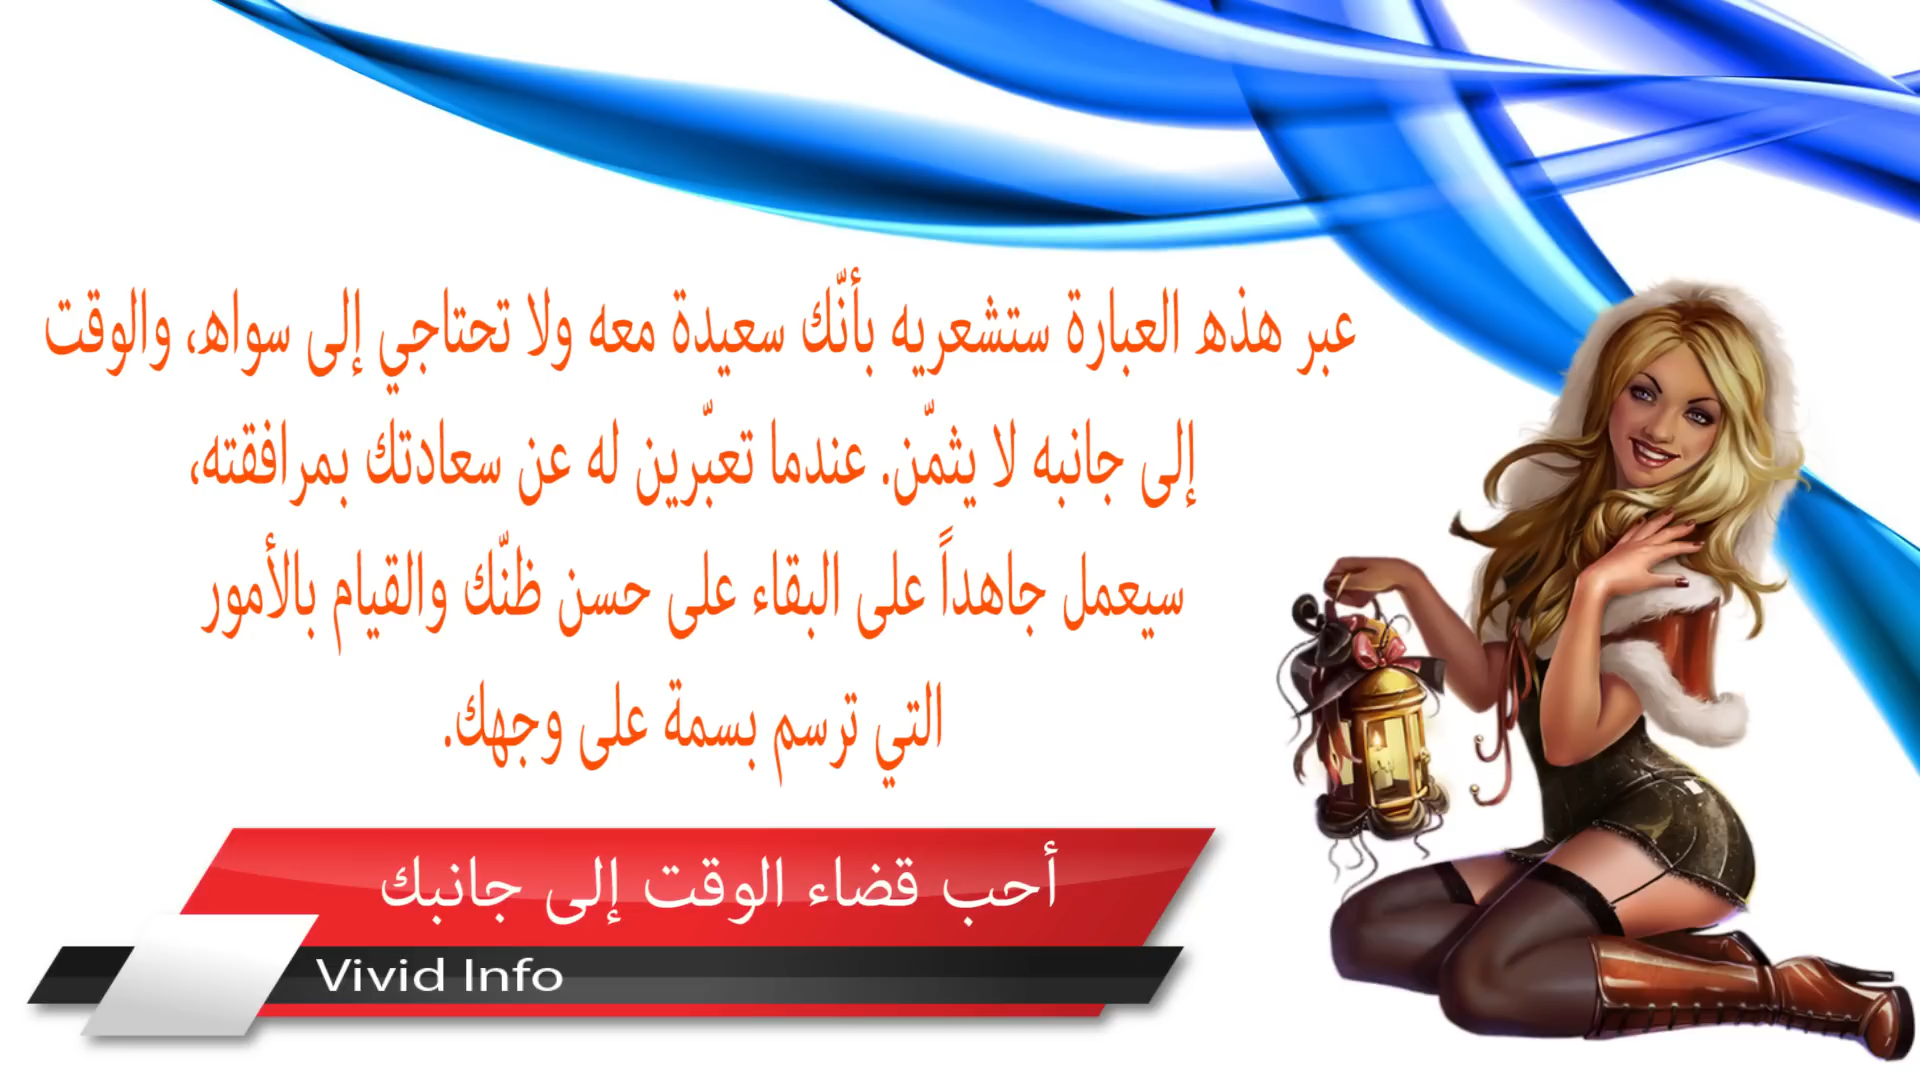 عبر هذه العبارة ستشعريه بأنّك سعيدة معه ولا تحتاجي إلى سواه، والوقت
إلى جانبه لا يثمّن. عندما تعبّرين له عن سعادتك بمرافقته،
سيعمل جاهداً على البقاء على حسن ظنّك والقيام بالأمور
التي ترسم بسمة على وجهك.
أحب قضاء الوقت إلى جانبك
Vivid Info